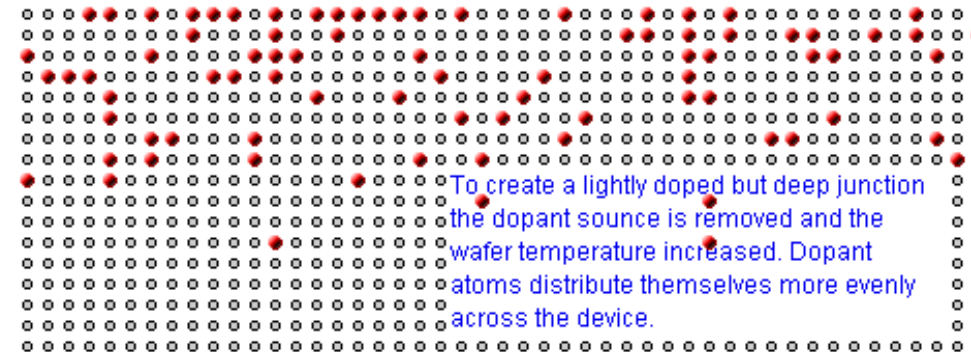 To create a lightly doped but deep junction
the dopant sounce is removed and the
wafer temperature increased. Dopant
atoms distribute themselves more evenly
across the device.